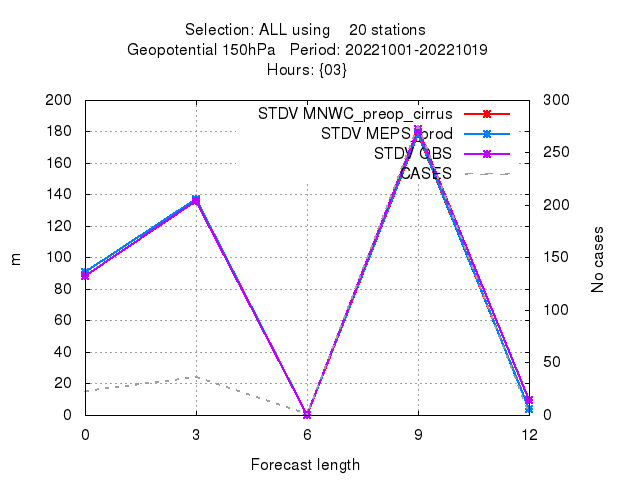 Selection: ALL using    20 stations
Geopotential 150hPa   Period: 20221001-20221019
Hours: {03}
STDV MNWC_preop_cirrus
STDV MEPS_prod
STDV OBS
CASES
200
180
160
140
120
100
80
60
40
20
0
m
300
250
200
150
100
50
0
No cases
0 3 6 9 12
Forecast length